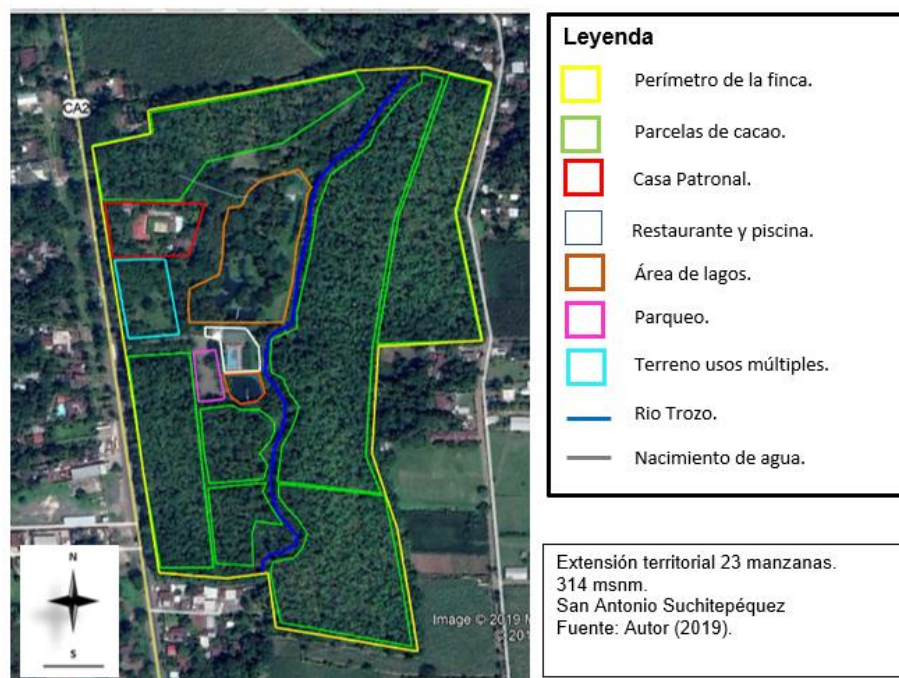 CA2
Leyenda
Perímetro de la finca.
Parcelas de cacao.
Casa Patronal.
Restaurante y piscina.
Área de lagos.
Parqueo.
Terreno usos múltiples.
Rio Trozo.
Nacimiento de agua.
N
S
Image © 2019 M
© 201
Extensión territorial 23 manzanas.
314 msnm.
San Antonio Suchitepéquez
Fuente: Autor (2019).